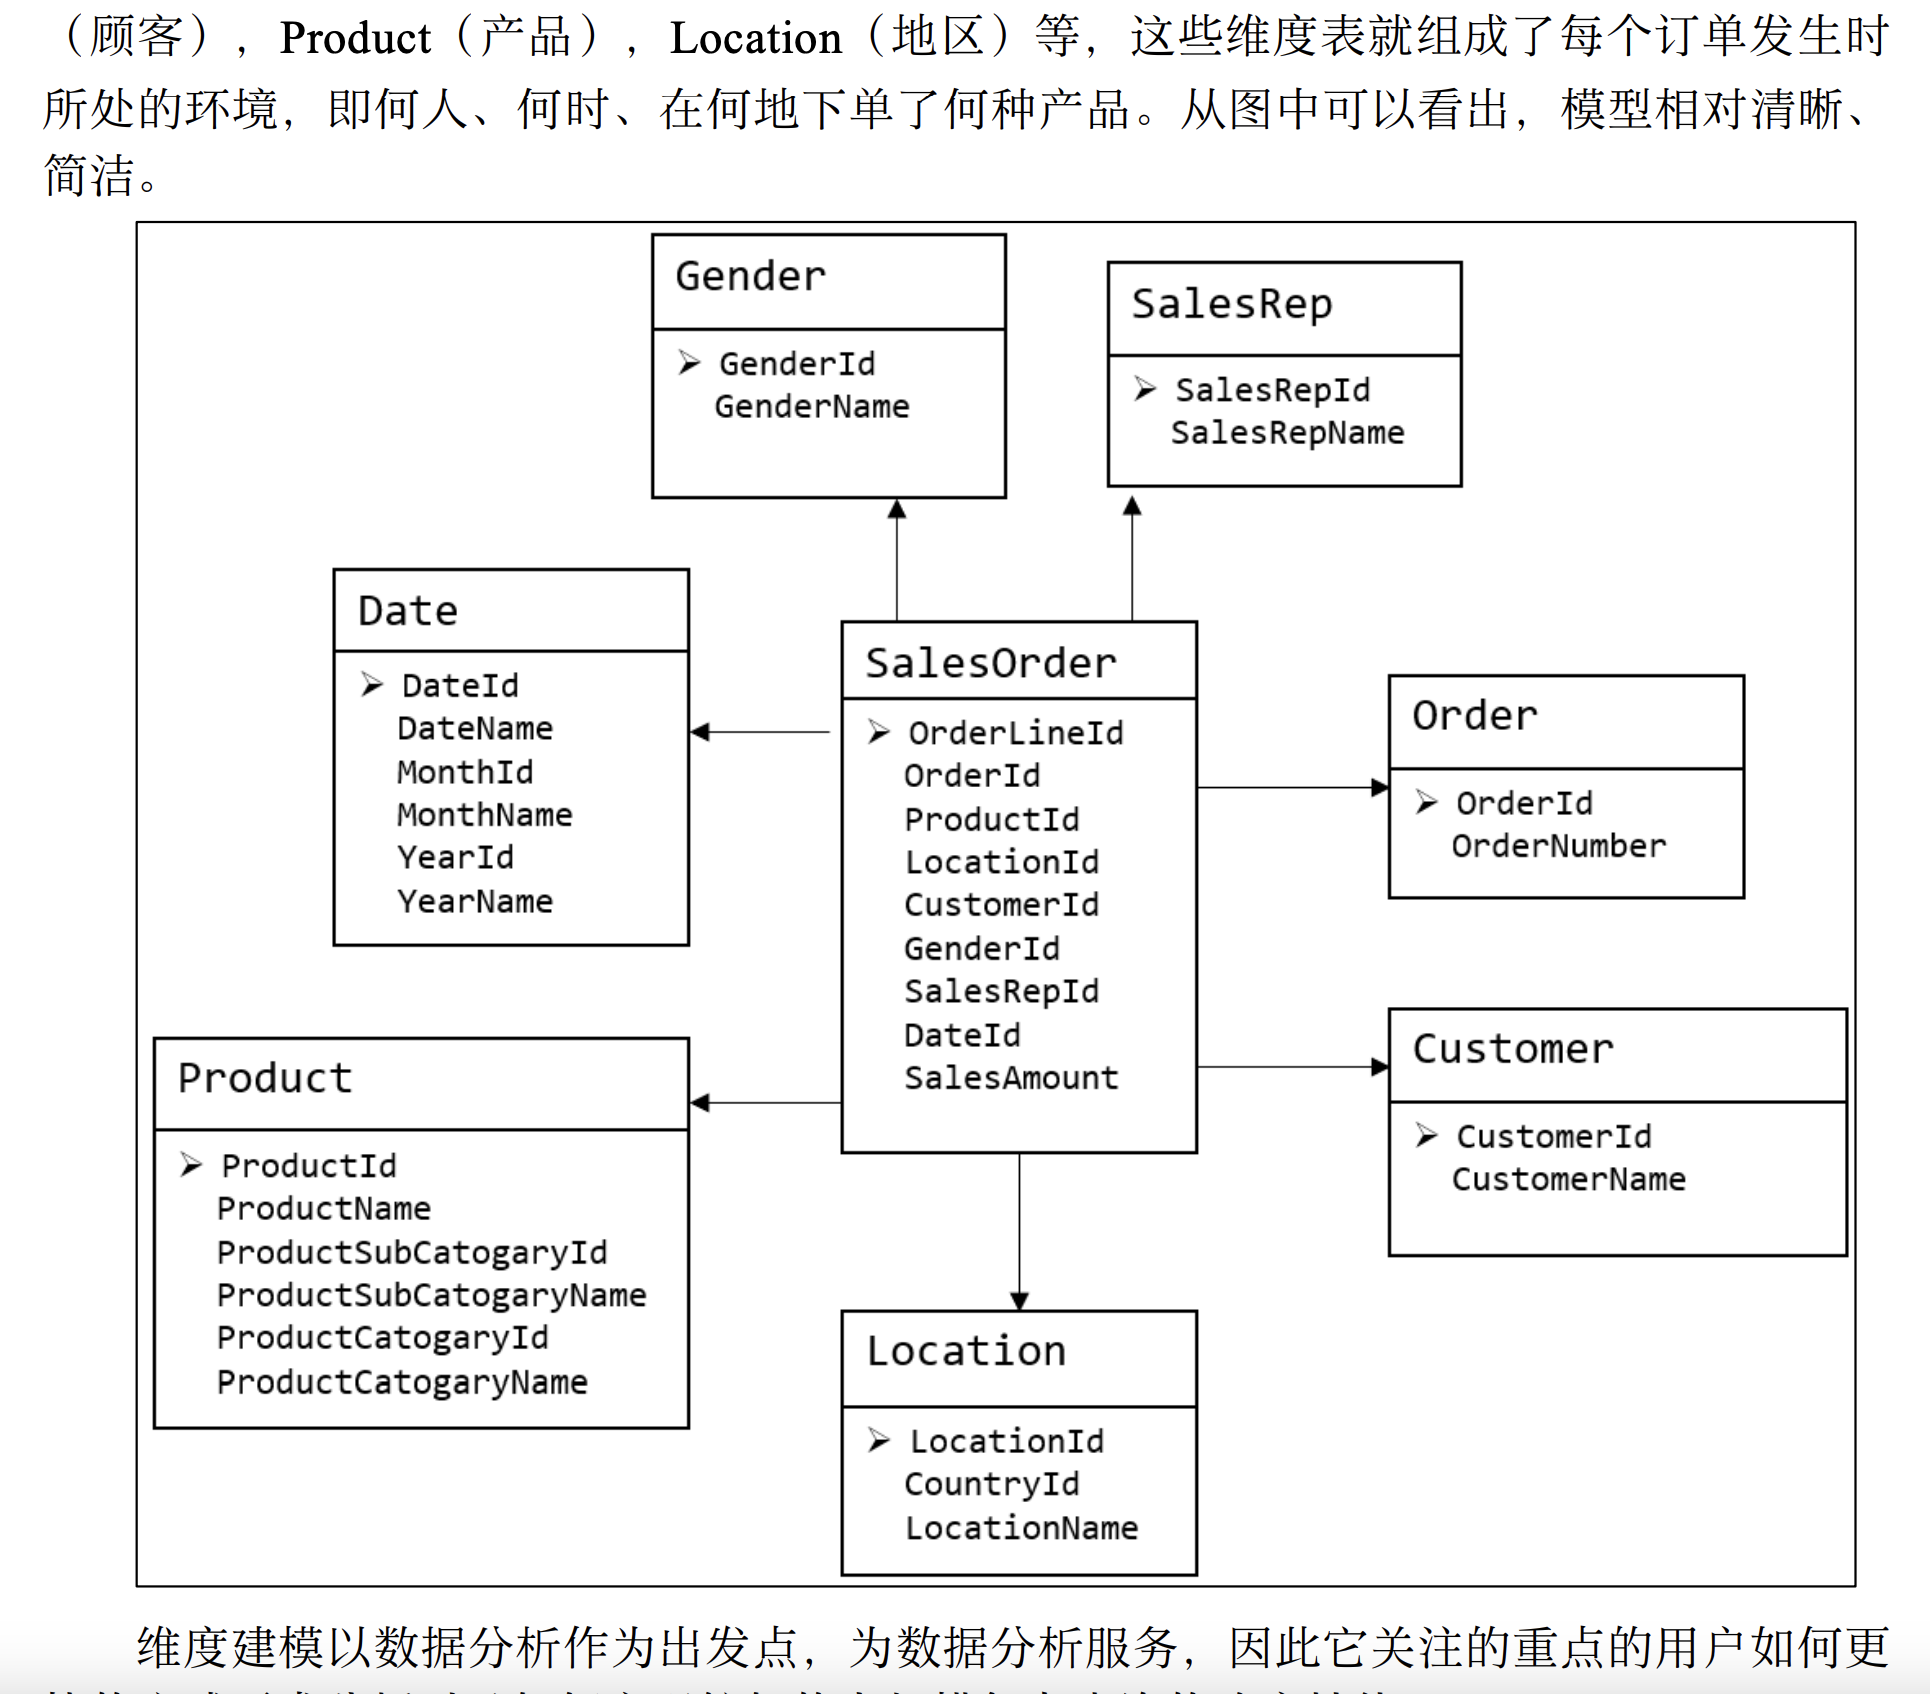 （顾客），Product（产品），Location（地区）等，这些维度表就组成了每个订单发生时
所处的环境，即何人、何时、在何地下单了何种产品。从图中可以看出，模型相对清晰、
简洁。
Gender
GenderId
GenderName
SalesRep
SalesRepId
SalesRepName
Date
DateId
DateName
MonthId
MonthName
YearId
YearName
SalesOrder
OrderLineId
OrderId
ProductId
LocationId
CustomerId
GenderId
SalesRepId
DateId
SalesAmount
Order
OrderId
OrderNumber
Product
ProductId
ProductName
ProductSubCatogaryId
ProductSubCatogaryName
ProductCatogaryId
ProductCatogaryName
Customer
CustomerId
CustomerName
Location
LocationId
CountryId
LocationName
维度建模以数据分析作为出发点，为数据分析服务，因此它关注的重点的用户如何更